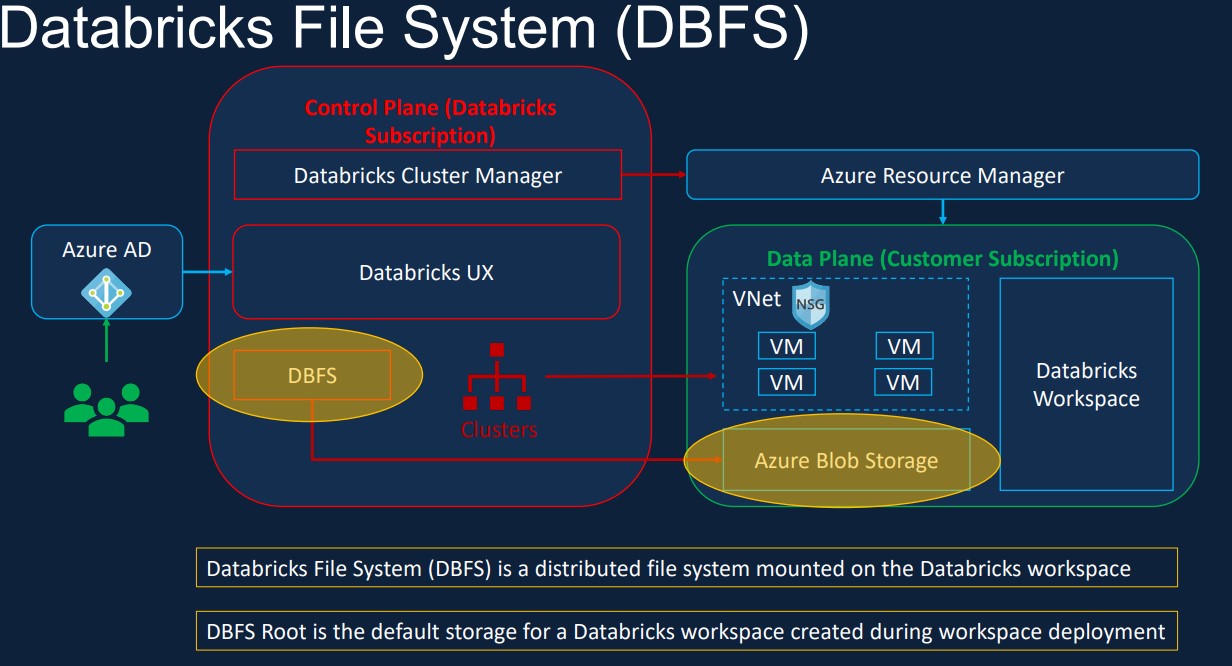 Databricks File System (DBFS)
Control Plane (Databricks
Subscription)
Databricks Cluster Manager
Azure Resource Manager
Azure AD
Databricks UX
Data Plane (Customer Subscription)
VNet
NSG
VM
VM
VM
VM
DBFS
Clusters
Databricks
Workspace
Azure Blob Storage
Databricks File System (DBFS) is a distributed file system mounted on the Databricks workspace
DBFS Root is the default storage for a Databricks workspace created during workspace deployment